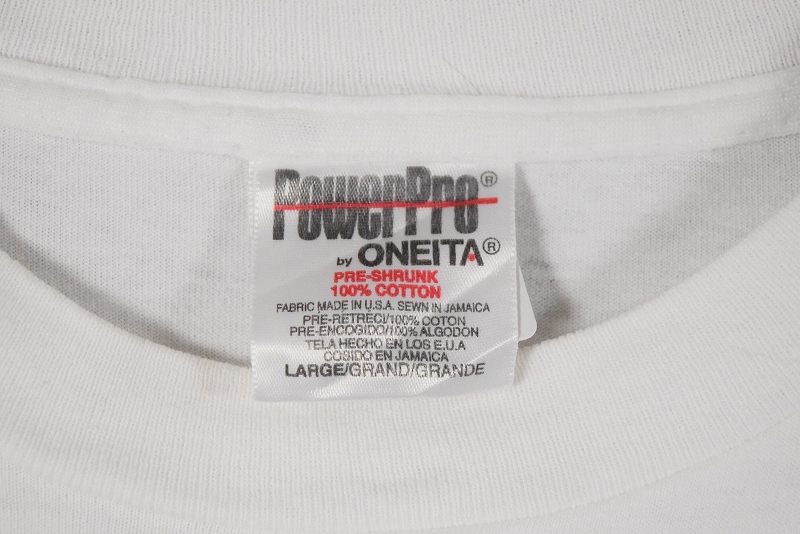 PowerPro®
by ONEITA®
PRE-SHRUNK
100% COTTON
FABRIC MADE IN U.S.A. SEWN IN JAMAICA
PRE-RETRECI/100% COTON
PRE-ENCOGIDO/100% ALGODON
TELA HECHO EN LOS E.U.A
COSIDO EN JAMAICA
LARGE/GRAND/GRANDE